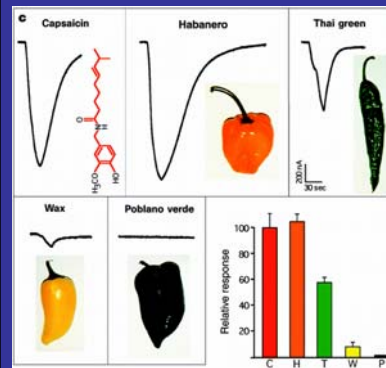 c
Capsaicin
Habanero
Thai green
O
N
H
H₃CO
HO
200 nA
30 sec
Wax
Poblano verde
Relative response
100
80
60
40
20
C H T W P